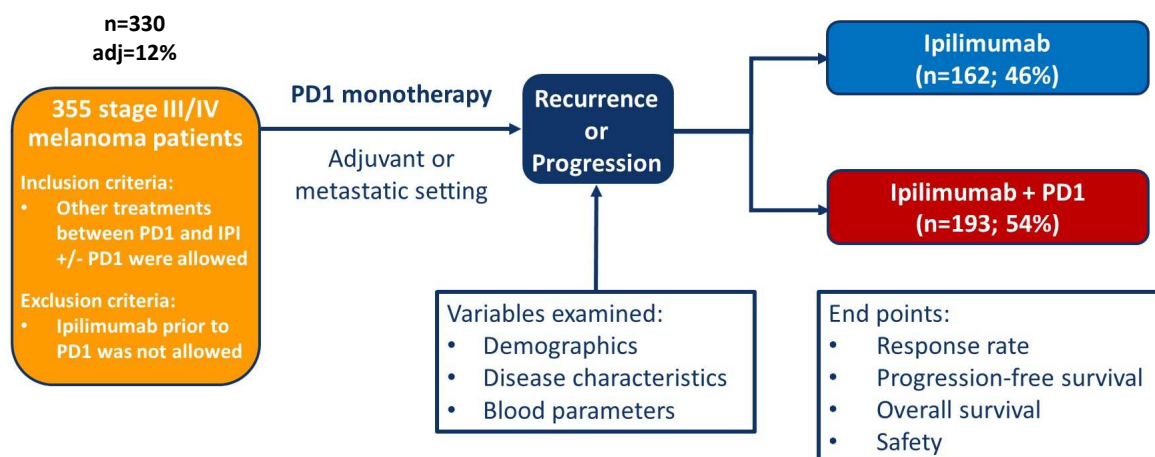 n=330
adj=12%
355 stage III/IV
melanoma patients
Inclusion criteria:
• Other treatments
between PD1 and IPI
+/- PD1 were allowed
Exclusion criteria:
• Ipilimumab prior to
PD1 was not allowed
PD1 monotherapy
Adjuvant or
metastatic setting
Recurrence
or
Progression
Ipilimumab
(n=162; 46%)
Ipilimumab + PD1
(n=193; 54%)
Variables examined:
• Demographics
• Disease characteristics
• Blood parameters
End points:
• Response rate
• Progression-free survival
• Overall survival
• Safety